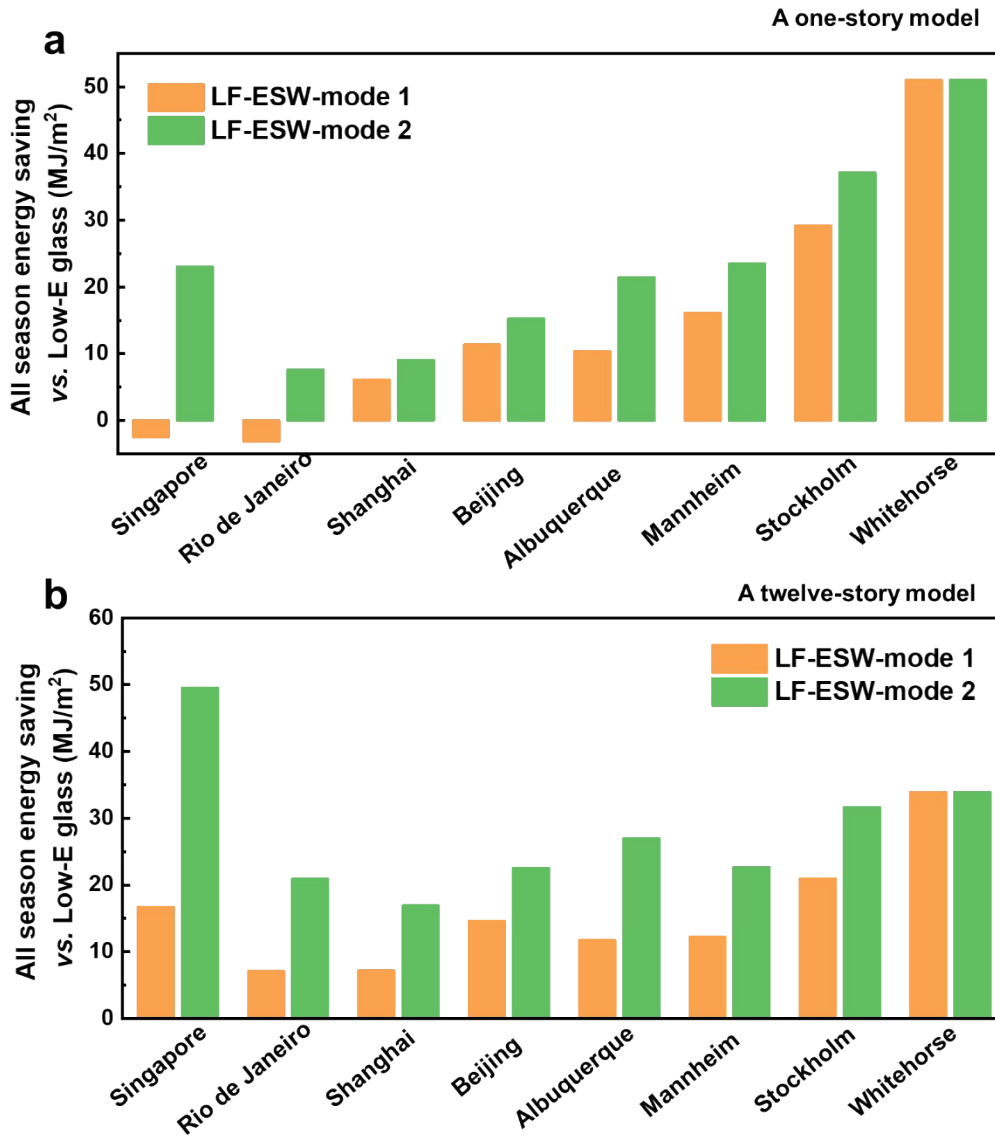 A one-story model
a
LF-ESW-mode 1
LF-ESW-mode 2
All season energy saving
vs. Low-E glass (MJ/m²)
50
40
30
20
10
0
Singapore
Rio de Janeiro
Shanghai
Beijing
Albuquerque
Mannheim
Stockholm
Whitehorse
b
A twelve-story model
LF-ESW-mode 1
LF-ESW-mode 2
All season energy saving
vs. Low-E glass (MJ/m²)
60
50
40
30
20
10
0
Singapore
Rio de Janeiro
Shanghai
Beijing
Albuquerque
Mannheim
Stockholm
Whitehorse